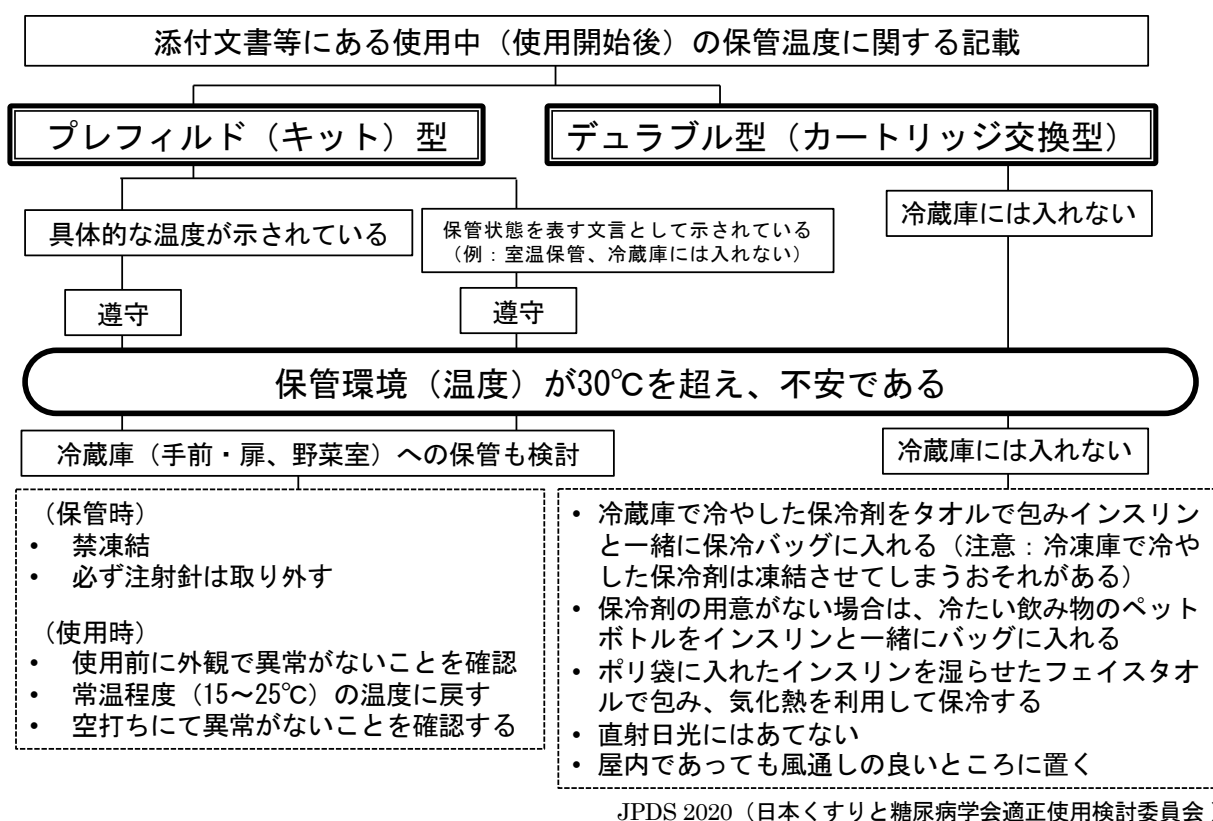 添付文書等にある使用中（使用開始後）の保管温度に関する記載
プレフィルド（キット）型
デュラブル型（カートリッジ交換型）
具体的な温度が示されている
保管状態を表す文言として示されている
（例：室温保管、冷蔵庫には入れない）
冷蔵庫には入れない
遵守
遵守
保管環境（温度）が30℃を超え、不安である
冷蔵庫（手前・扉、野菜室）への保管も検討
冷蔵庫には入れない
（保管時）
• 禁凍結
• 必ず注射針は取り外す
（使用時）
• 使用前に外観で異常がないことを確認
• 常温程度（15～25℃）の温度に戻す
• 空打ちにて異常がないことを確認する
• 冷蔵庫で冷やした保冷剤をタオルで包みインスリン
と一緒に保冷バッグに入れる（注意：冷凍庫で冷や
した保冷剤は凍結させてしまうおそれがある）
• 保冷剤の用意がない場合は、冷たい飲み物のペット
ボトルをインスリンと一緒にバッグに入れる
• ポリ袋に入れたインスリンを湿らせたフェイスタオ
ルで包み、気化熱を利用して保冷する
• 直射日光にはあてない
• 屋内であっても風通しの良いところに置く
JPDS 2020（日本くすりと糖尿病学会適正使用検討委員会）